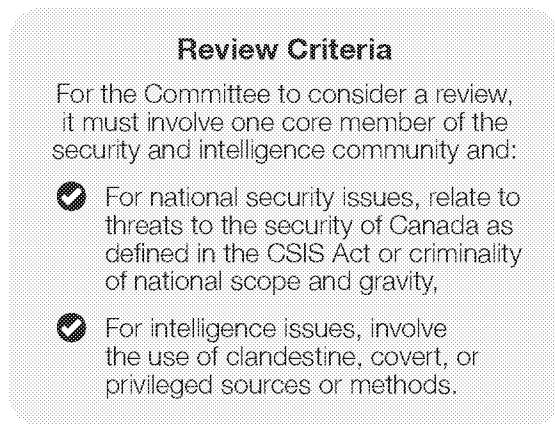 Review Criteria
For the Committee to consider a review,
it must involve one core member of the
security and intelligence community and:
For national security issues, relate to
threats to the security of Canada as
defined in the CSIS Act or criminality
of national scope and gravity,
For intelligence issues, involve
the use of clandestine, covert, or
privileged sources or methods.